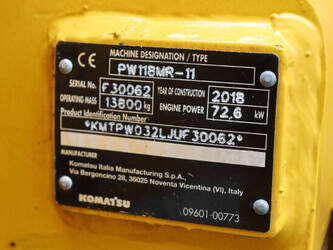 CE
MACHINE DESIGNATION / TYPE
PW118MR-11
SERIAL No. F30062 YEAR OF CONSTRUCTION 2018
OPERATING MASS 13800 kg ENGINE POWER 72,6 kW
Product Identification Number
*KMTPW032LJUF30062*
MANUFACTURER
Komatsu Italia Manufacturing S.p.A.,
Via Bergoncino 28, 36025 Noventa Vicentina (VI), Italy
KOMATSU
09601-00773